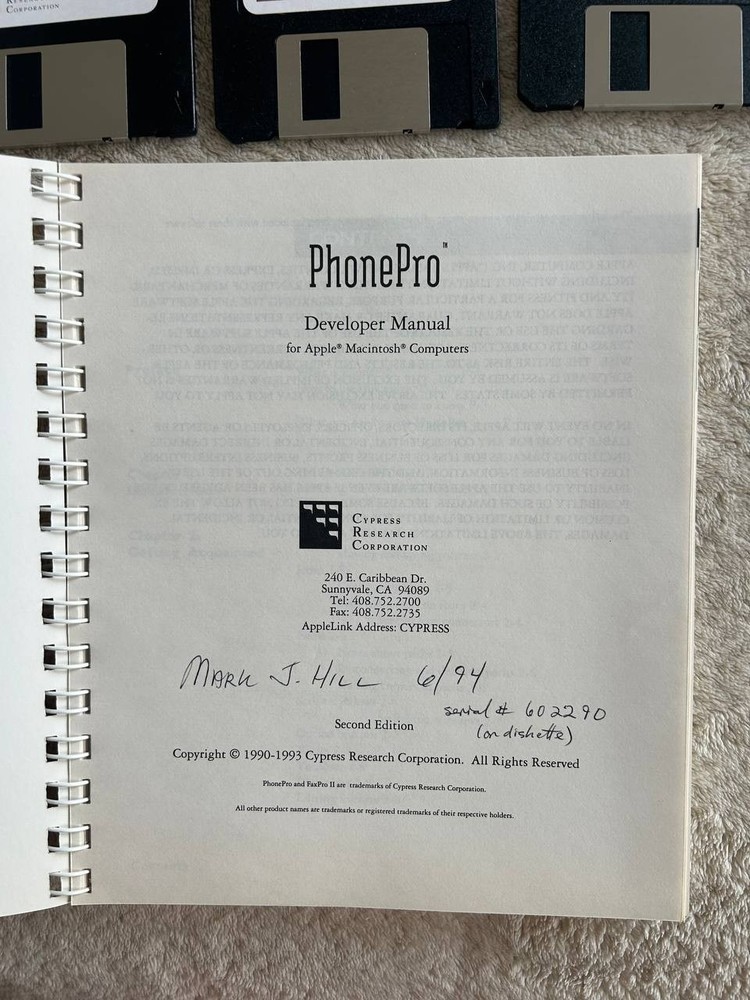 CORPORATION
PhonePro™
Developer Manual
for Apple® Macintosh® Computers
CYPRESS
RESEARCH
CORPORATION
240 E. Caribbean Dr.
Sunnyvale, CA 94089
Tel: 408.752.2700
Fax: 408.752.2735
AppleLink Address: CYPRESS
MARK J. HILL 6/94
serial # 602290
(on diskette)
Second Edition
Copyright © 1990-1993 Cypress Research Corporation. All Rights Reserved
PhonePro and FaxPro II are trademarks of Cypress Research Corporation.
All other product names are trademarks or registered trademarks of their respective holders.